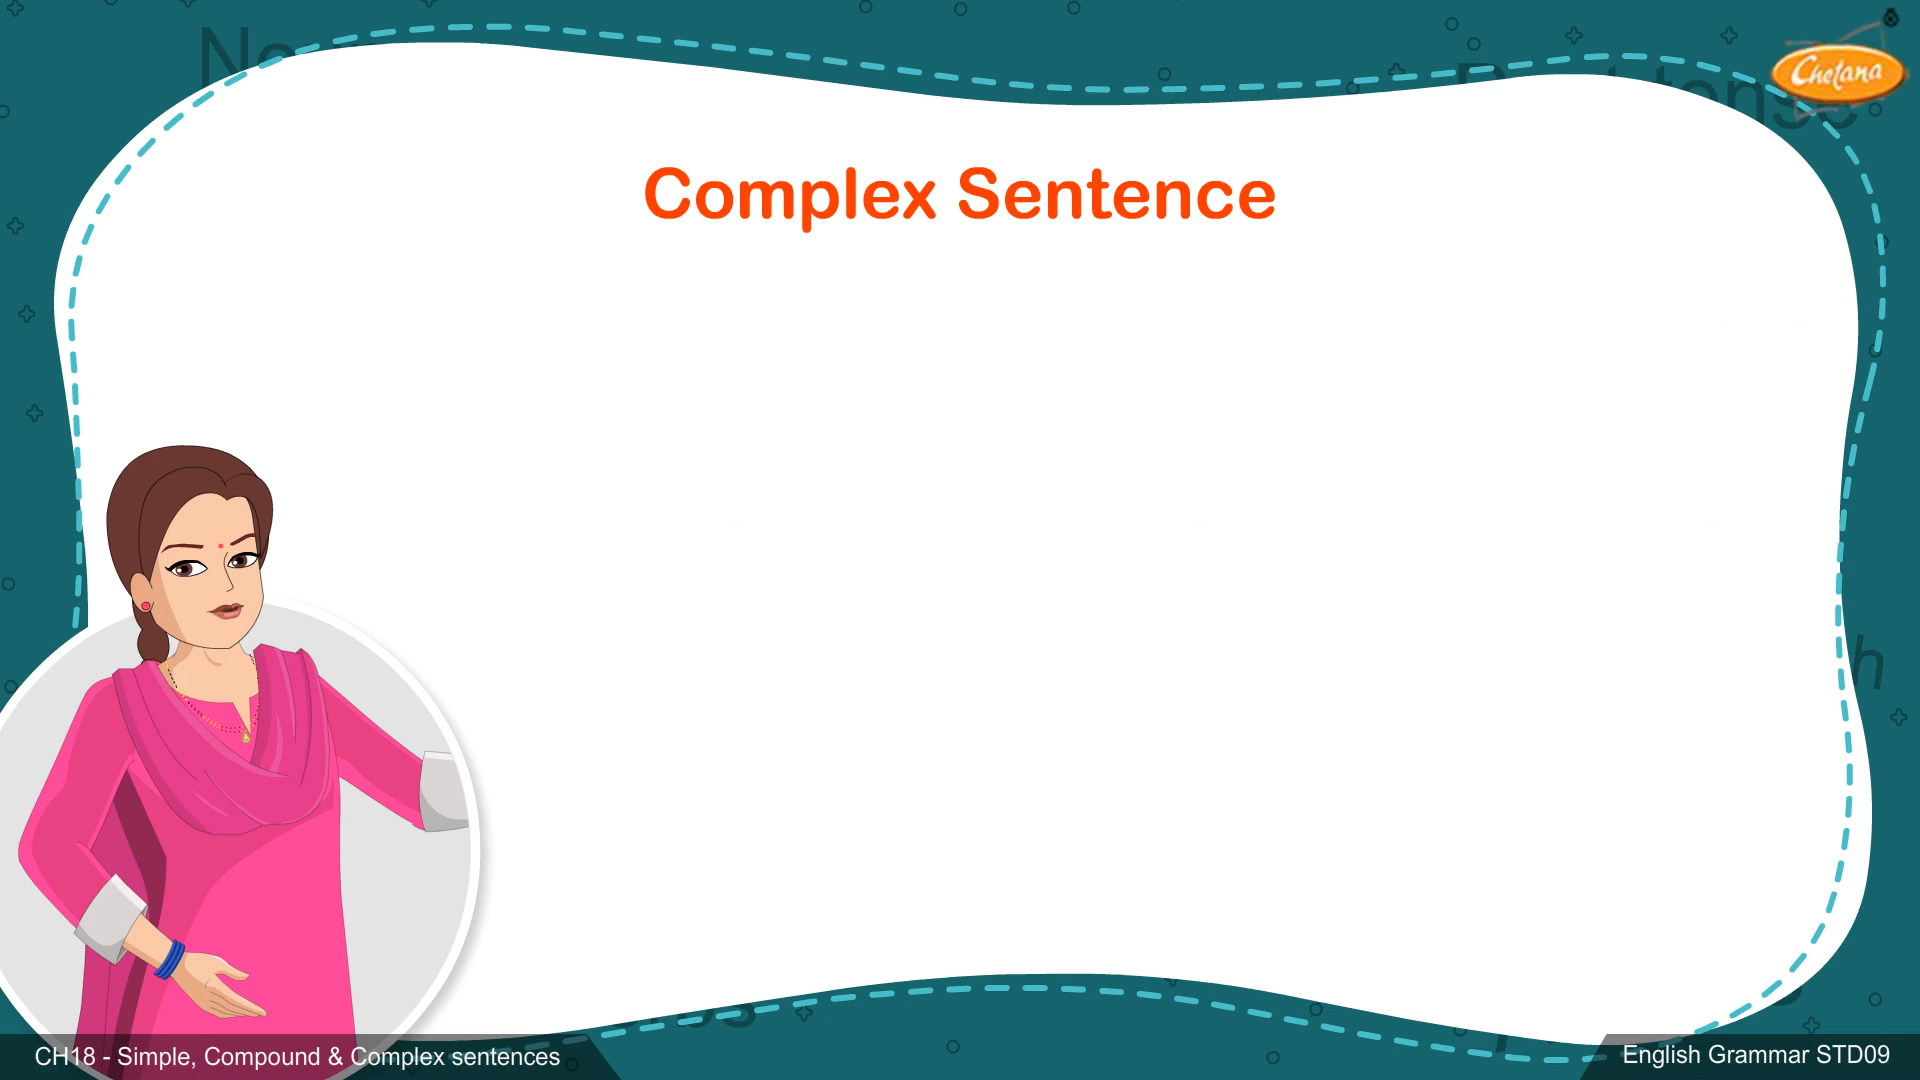 Chetana
Complex Sentence
CH18 - Simple, Compound & Complex sentences
English Grammar STD09